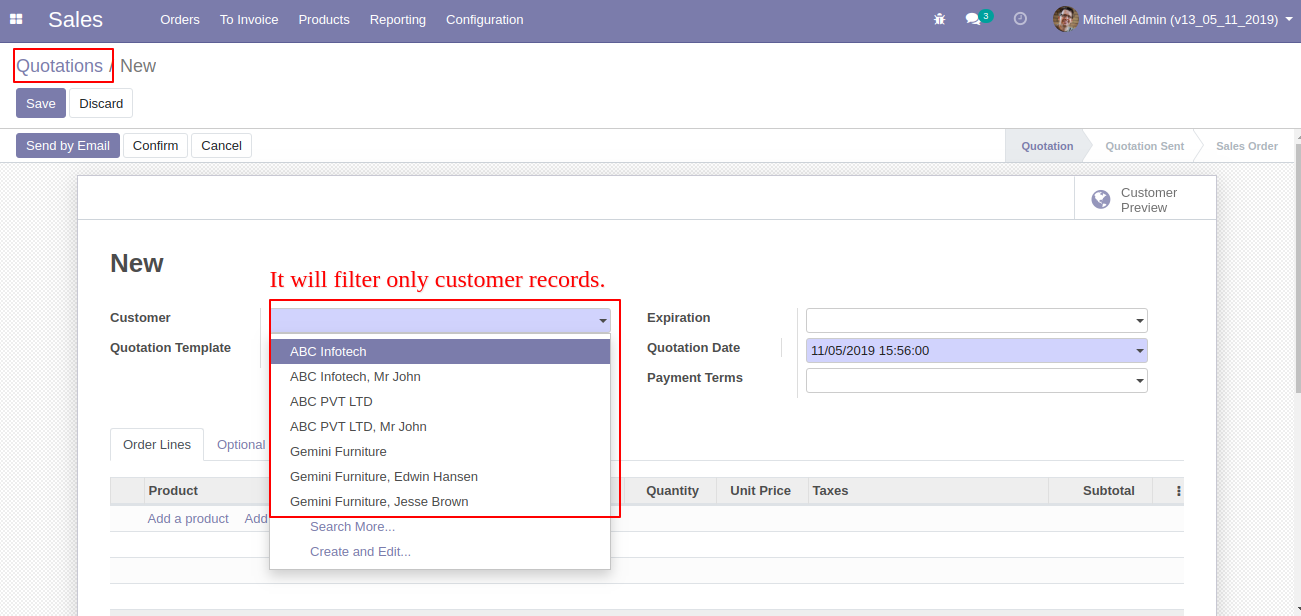 Sales Orders To Invoice Products Reporting Configuration 3 Mitchell Admin (v13_05_11_2019)
Quotations / New
Save Discard
Send by Email Confirm Cancel Quotation Quotation Sent Sales Order
Customer
Preview
New
It will filter only customer records.
Customer
Quotation Template
ABC Infotech
ABC Infotech, Mr John
ABC PVT LTD
ABC PVT LTD, Mr John
Gemini Furniture
Gemini Furniture, Edwin Hansen
Gemini Furniture, Jesse Brown
Search More...
Create and Edit...
Expiration
Quotation Date 11/05/2019 15:56:00
Payment Terms
Order Lines Optional
Product Quantity Unit Price Taxes Subtotal
Add a product Add